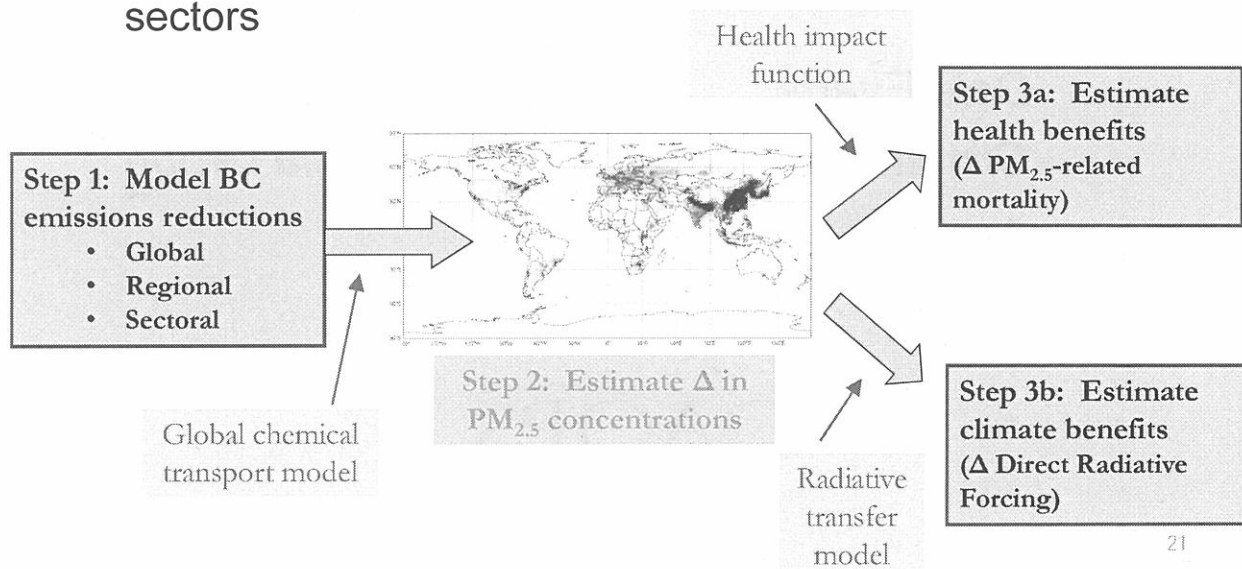 sectors
Health impact
function
Step 3a: Estimate
health benefits
(Δ PM₂.₅-related
mortality)
Step 1: Model BC
emissions reductions
• Global
• Regional
• Sectoral
Step 2: Estimate Δ in
PM₂.₅ concentrations
Global chemical
transport model
Step 3b: Estimate
climate benefits
(Δ Direct Radiative
Forcing)
Radiative
transfer
model
21